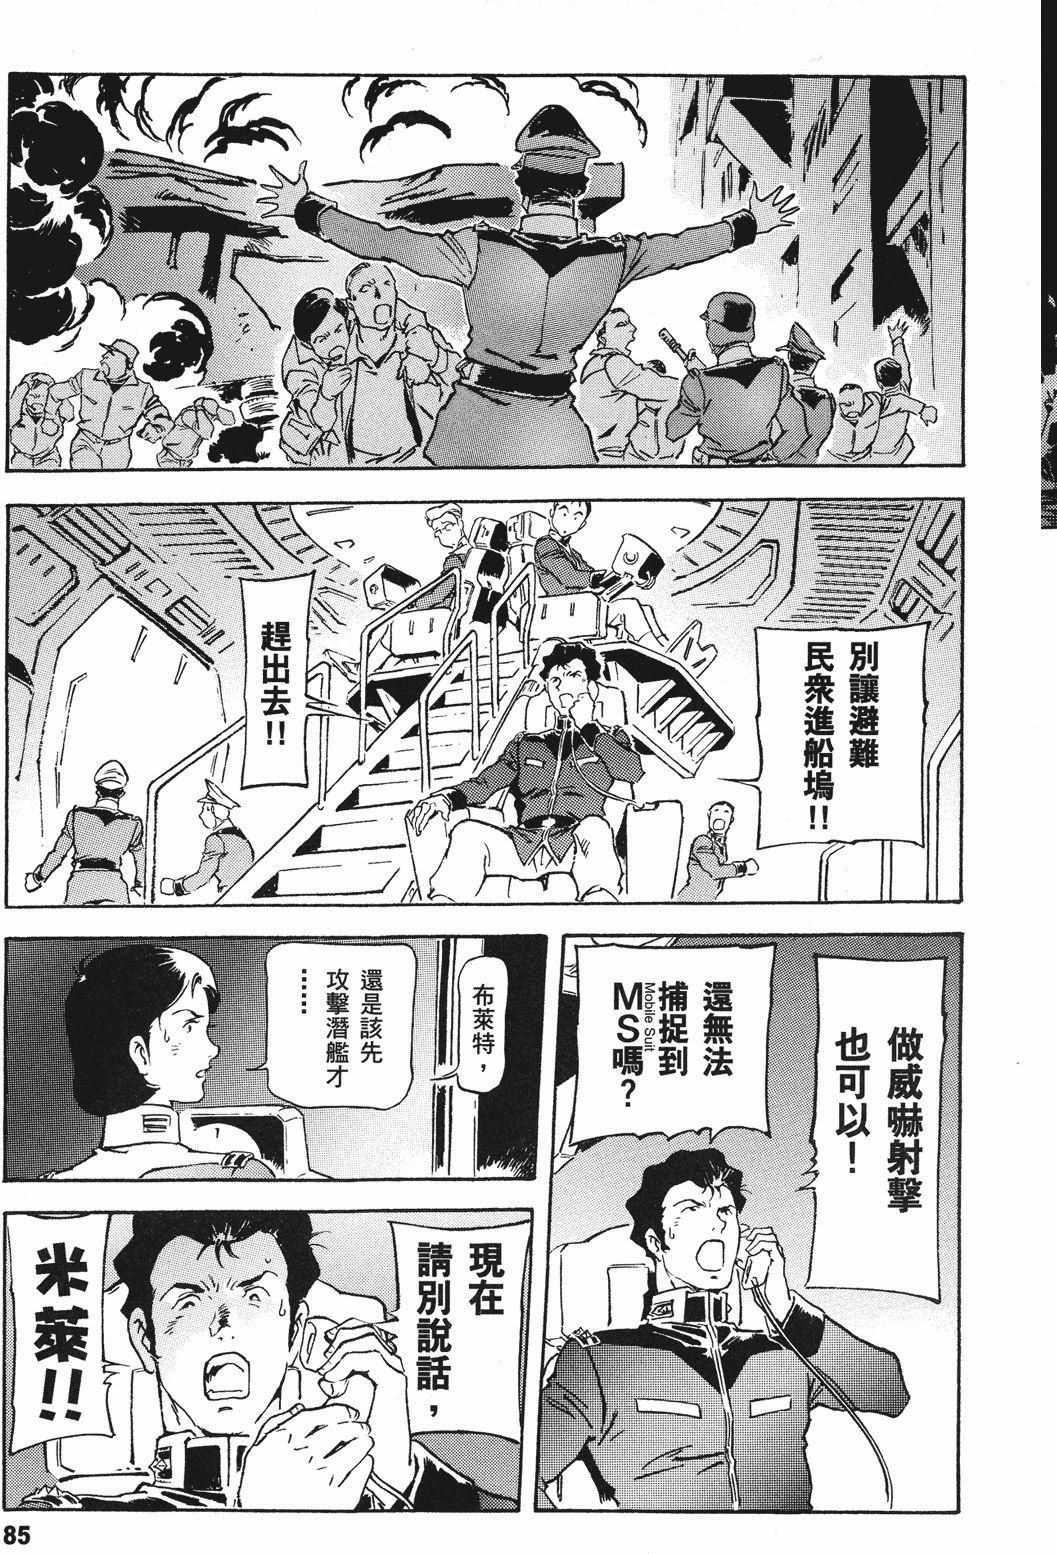 別讓避難
民衆進船塢!!
趕出去!!
做威嚇射擊
也可以!
還無法
捕捉到
Mobile Suit
MS嗎?
布萊特，
還是該先
攻擊潛艦才
……
現在
請別說話，
米萊!!
85